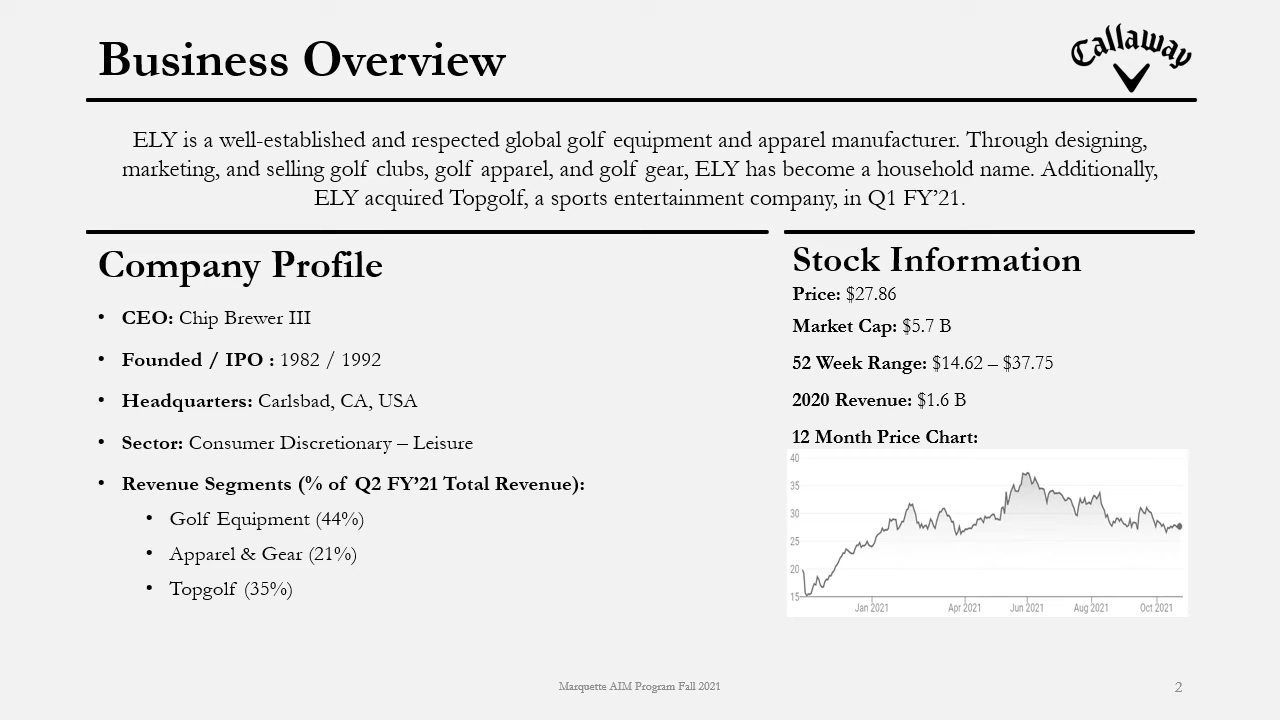 Business Overview
Callaway
ELY is a well-established and respected global golf equipment and apparel manufacturer. Through designing,
marketing, and selling golf clubs, golf apparel, and golf gear, ELY has become a household name. Additionally,
ELY acquired Topgolf, a sports entertainment company, in Q1 FY’21.
Company Profile
• CEO: Chip Brewer III
• Founded / IPO : 1982 / 1992
• Headquarters: Carlsbad, CA, USA
• Sector: Consumer Discretionary – Leisure
• Revenue Segments (% of Q2 FY’21 Total Revenue):
• Golf Equipment (44%)
• Apparel & Gear (21%)
• Topgolf (35%)
Stock Information
Price: $27.86
Market Cap: $5.7 B
52 Week Range: $14.62 – $37.75
2020 Revenue: $1.6 B
12 Month Price Chart:
40
35
30
25
20
15
Jan 2021 Apr 2021 Jun 2021 Aug 2021 Oct 2021
Marquette AIM Program Fall 2021
2